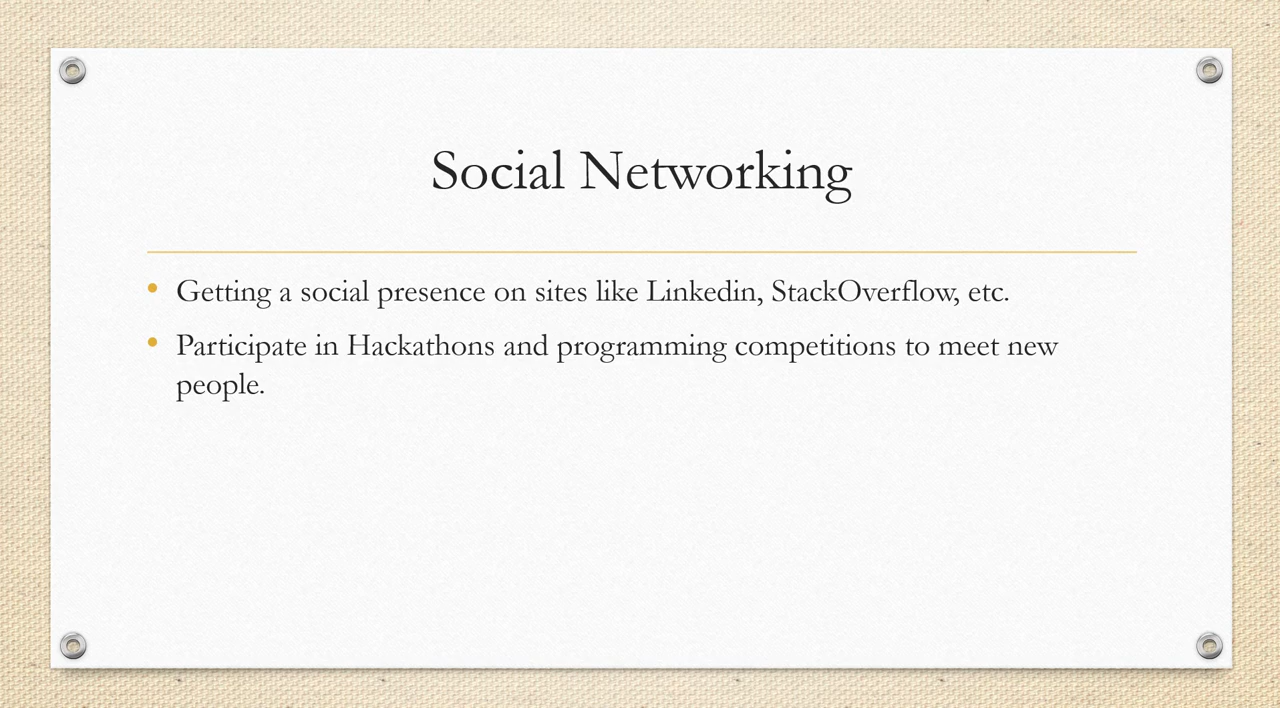 Social Networking
• Getting a social presence on sites like Linkedin, StackOverflow, etc.
• Participate in Hackathons and programming competitions to meet new
people.